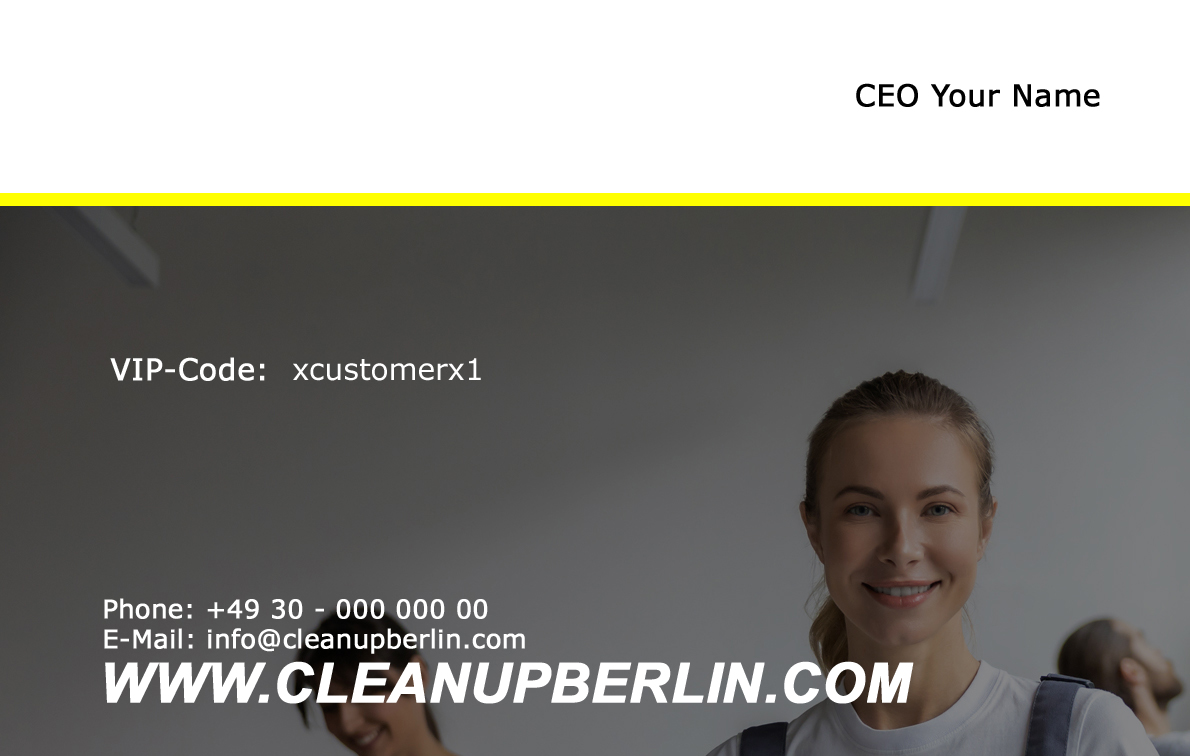 CEO Your Name
VIP-Code: xcustomerx1
Phone: +49 30 - 000 000 00
E-Mail: info@cleanupberlin.com
WWW.CLEANUPBERLIN.COM